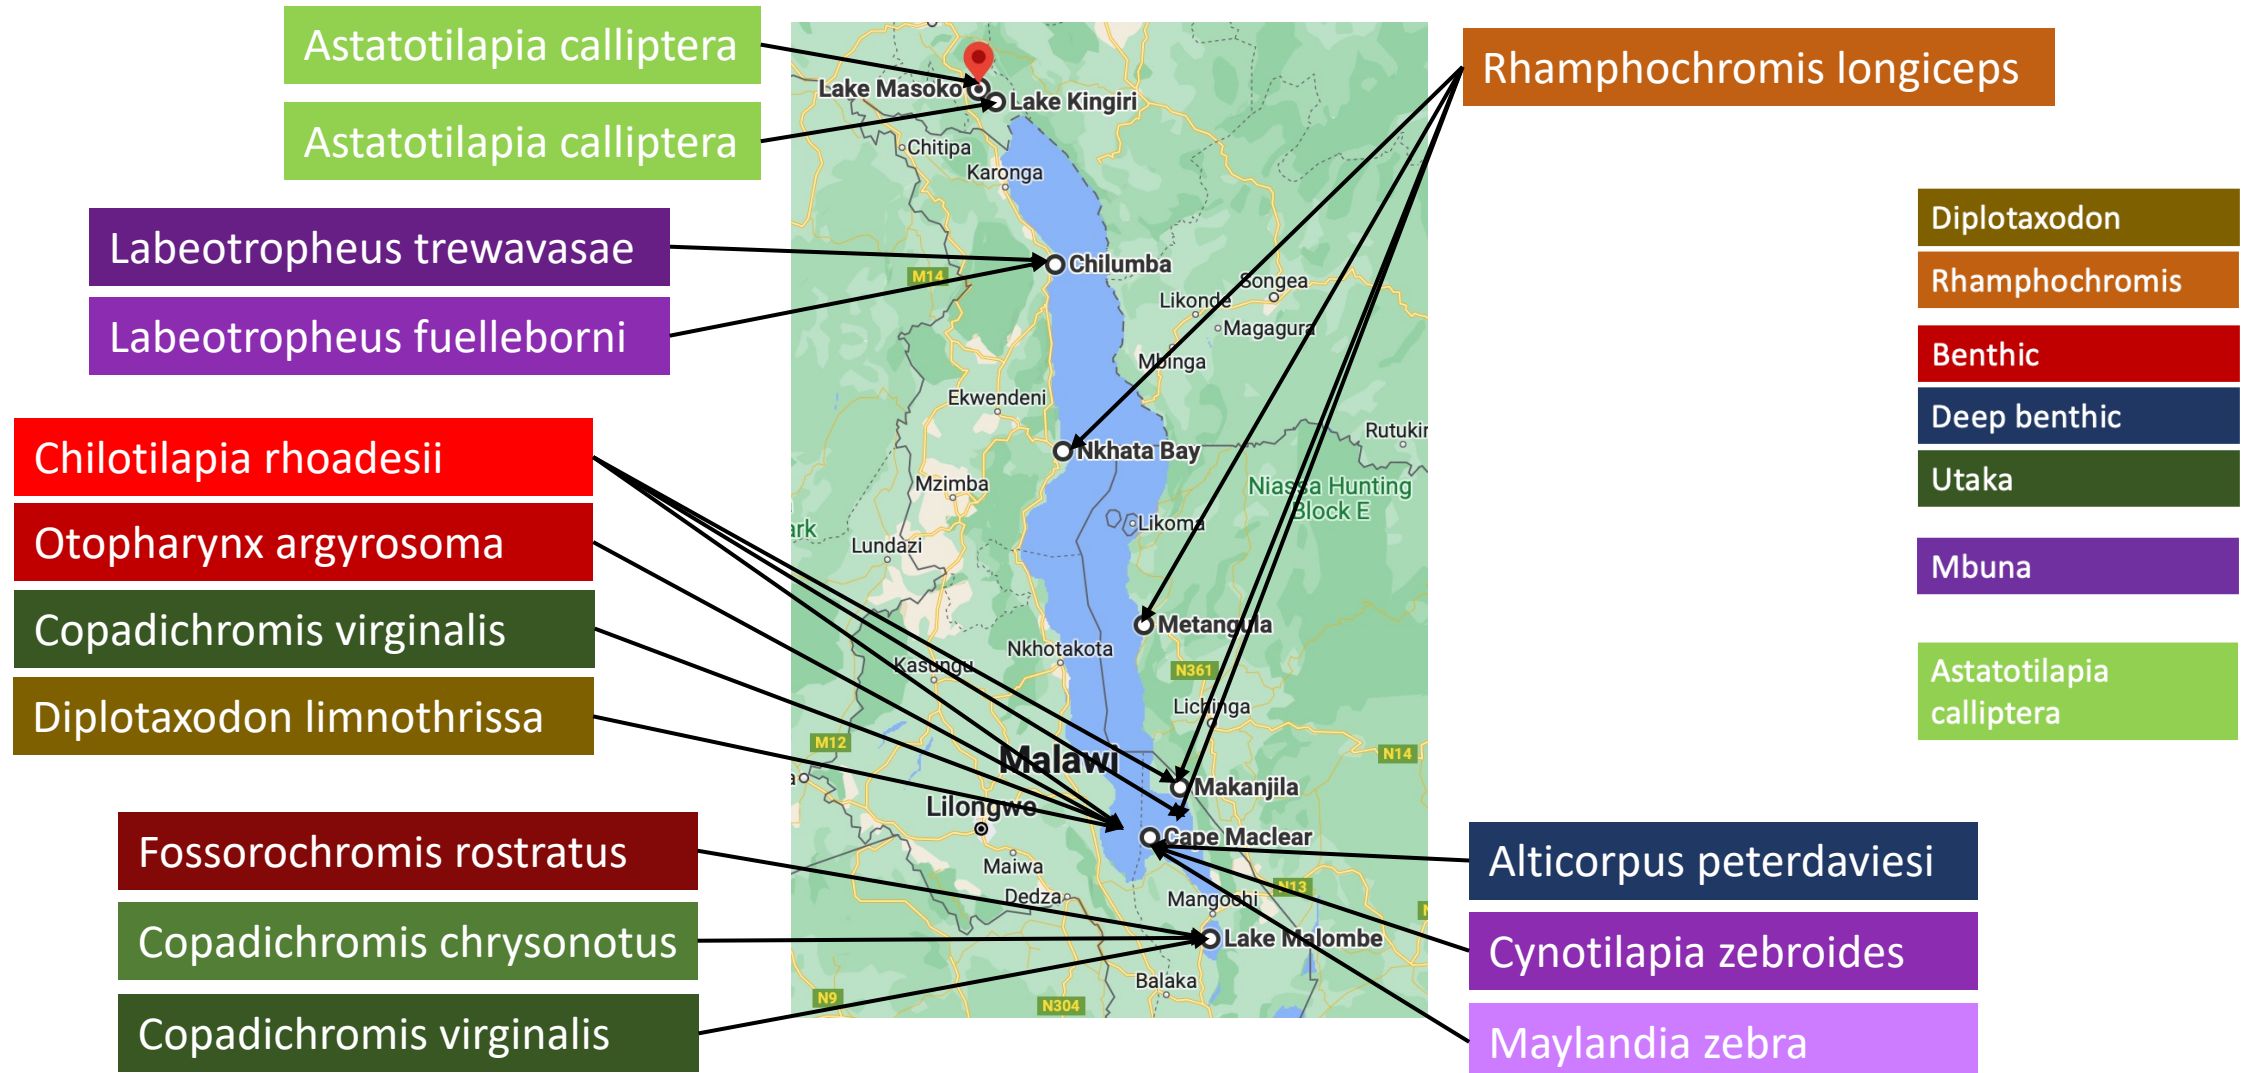 Astatotilapia calliptera
Astatotilapia calliptera
Labeotropheus trewavasae
Labeotropheus fuelleborni
Chilotilapia rhoadesii
Otopharynx argyrosoma
Copadichromis virginalis
Diplotaxodon limnothrissa
Fossorochromis rostratus
Copadichromis chrysonotus
Copadichromis virginalis
Lake Masoko
Lake Kingiri
Chitipa
Karonga
Chilumba
M14
Songea
Likonde
Magagura
Mbinga
Ekwendeni
Rutukir
Nkhata Bay
Mzimba
Niassa Hunting
Block E
ark
Likoma
Lundazi
Metangula
Nkhotakota
Kasungu
N361
Lichinga
M12
Malawi
N14
a
Makanjila
Lilongwe
Cape Maclear
Maiwa
Dedza
Mangochi
N13
Lake Malombe
Balaka
N9
N304
Rhamphochromis longiceps
Diplotaxodon
Rhamphochromis
Benthic
Deep benthic
Utaka
Mbuna
Astatotilapia
calliptera
Alticorpus peterdaviesi
Cynotilapia zebroides
Maylandia zebra